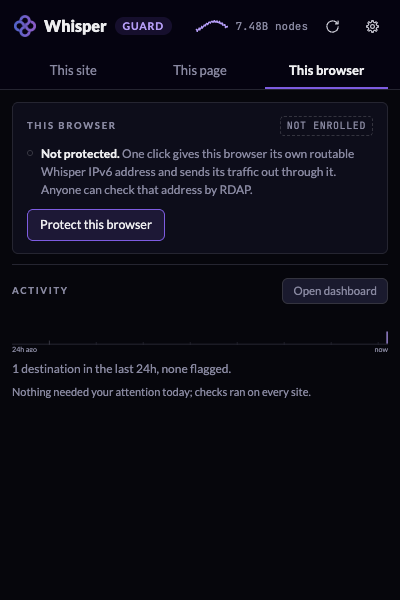 Whisper GUARD 7.48B nodes
This site This page This browser
THIS BROWSER NOT ENROLLED
Not protected. One click gives this browser its own routable
Whisper IPv6 address and sends its traffic out through it.
Anyone can check that address by RDAP.
Protect this browser
ACTIVITY Open dashboard
24h ago now
1 destination in the last 24h, none flagged.
Nothing needed your attention today; checks ran on every site.